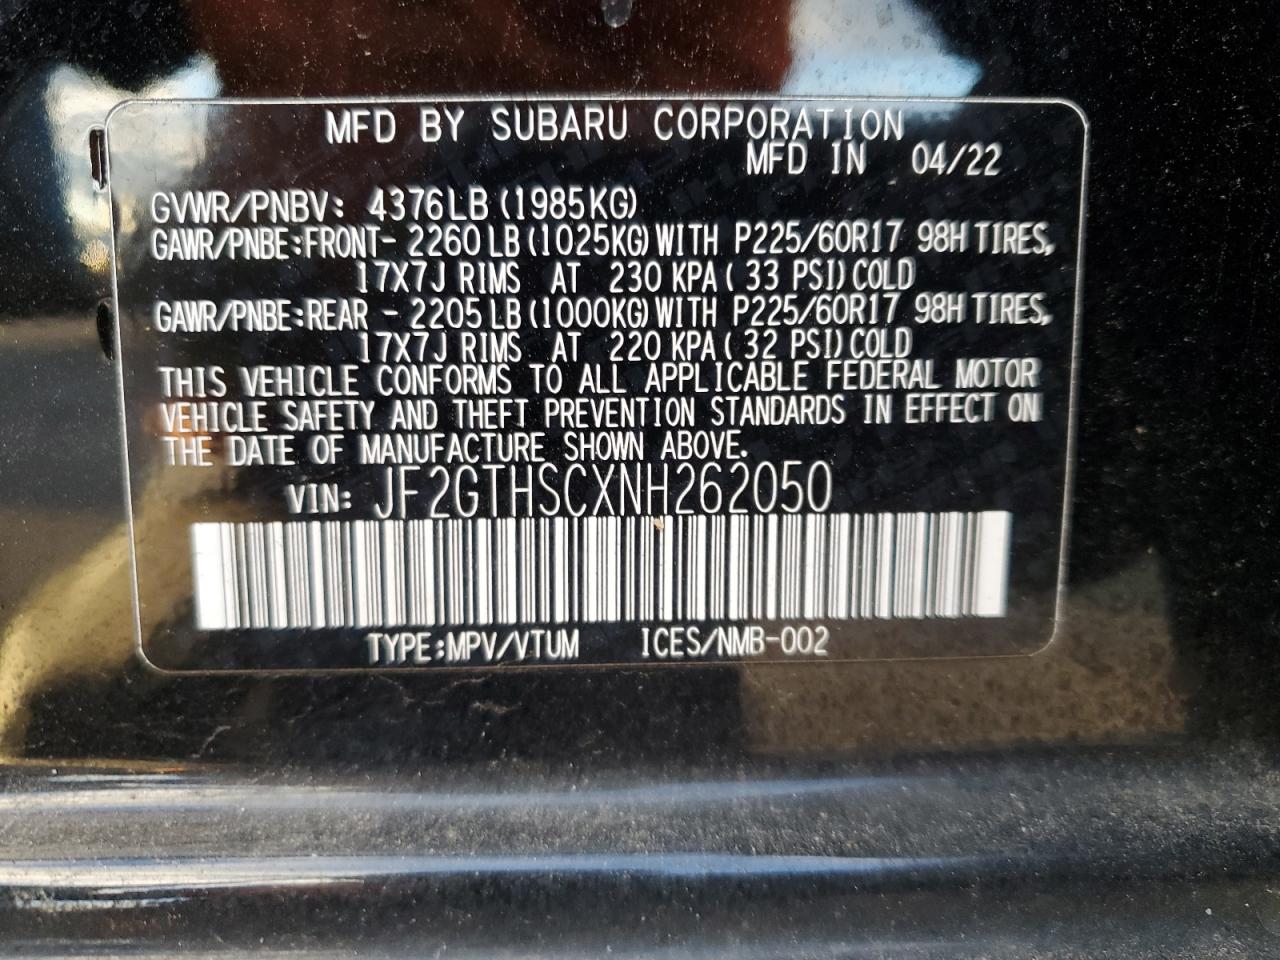 MFD BY SUBARU CORPORATION
MFD IN 04/22
GVWR/PNBV: 4376LB (1985KG)
GAWR/PNBE:FRONT- 2260 LB (1025KG) WITH P225/60R17 98H TIRES,
17X7J RIMS AT 230 KPA( 33 PSI) COLD
GAWR/PNBE:REAR - 2205 LB (1000KG) WITH P225/60R17 98H TIRES,
17X7J RIMS AT 220 KPA( 32 PSI) COLD
THIS VEHICLE CONFORMS TO ALL APPLICABLE FEDERAL MOTOR
VEHICLE SAFETY AND THEFT PREVENTION STANDARDS IN EFFECT ON
THE DATE OF MANUFACTURE SHOWN ABOVE.
VIN: JF2GTHSCXNH262050
TYPE:MPV/VTUM ICES/NMB-002